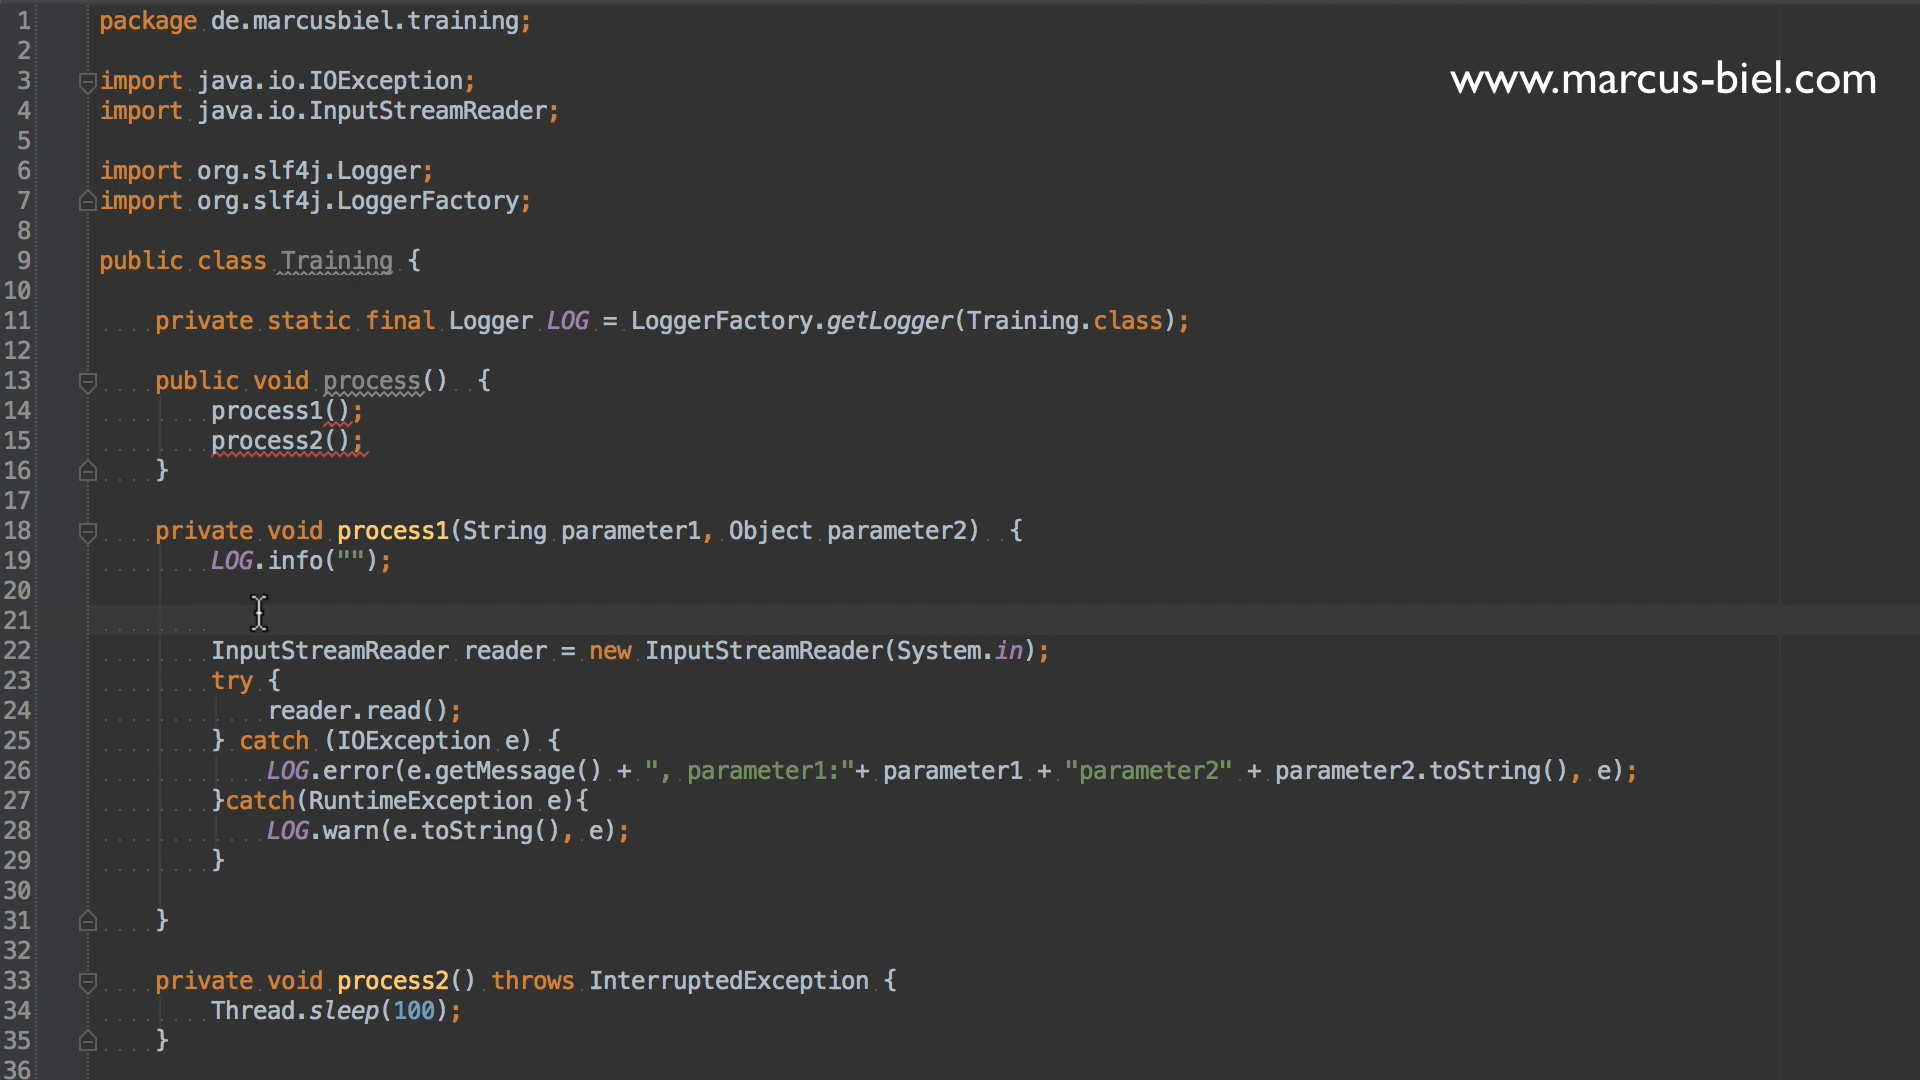 1 package de.marcusbiel.training;
2
3 import java.io.IOException;
www.marcus-biel.com
4 import java.io.InputStreamReader;
5
6 import org.slf4j.Logger;
7 import org.slf4j.LoggerFactory;
8
9 public class Training {
10
11 private static final Logger LOG = LoggerFactory.getLogger(Training.class);
12
13 public void process() {
14 process1();
15 process2();
16 }
17
18 private void process1(String parameter1, Object parameter2) {
19 LOG.info("");
20
21
22 InputStreamReader reader = new InputStreamReader(System.in);
23 try {
24 reader.read();
25 } catch (IOException e) {
26 LOG.error(e.getMessage() + ", parameter1:"+ parameter1 + "parameter2" + parameter2.toString(), e);
27 }catch(RuntimeException e){
28 LOG.warn(e.toString(), e);
29 }
30
31 }
32
33 private void process2() throws InterruptedException {
34 Thread.sleep(100);
35 }
36